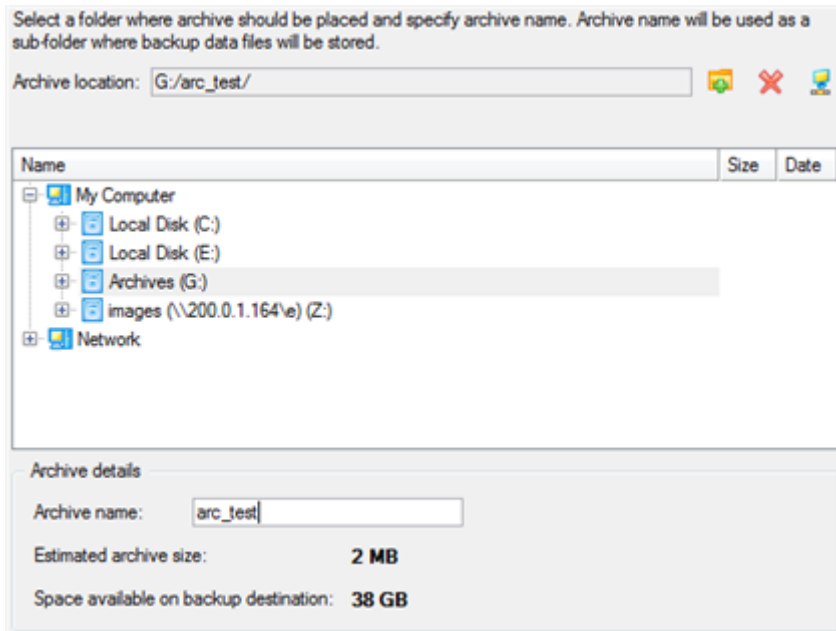 Select a folder where archive should be placed and specify archive name. Archive name will be used as a
sub-folder where backup data files will be stored.
Archive location: G:/arc_test/
Name Size Date
My Computer
Local Disk (C:)
Local Disk (E:)
Archives (G:)
images (\\200.0.1.164\e) (Z:)
Network
Archive details
Archive name: arc_test
Estimated archive size: 2 MB
Space available on backup destination: 38 GB